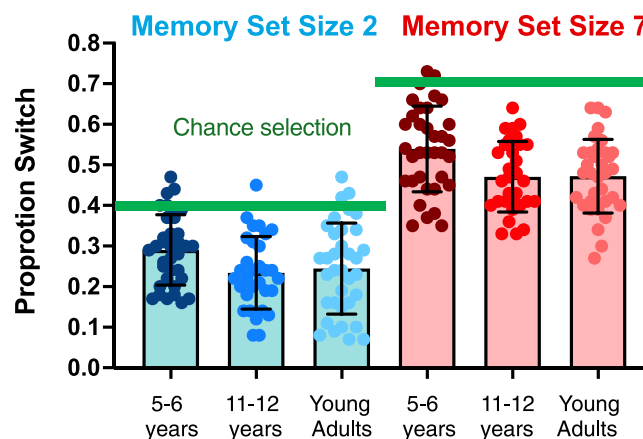 Memory Set Size 2 Memory Set Size 7
Proprotion Switch
0.8
0.7
0.6
0.5
0.4
0.3
0.2
0.1
0.0
Chance selection
5-6 11-12 Young 5-6 11-12 Young
years years Adults years years Adults